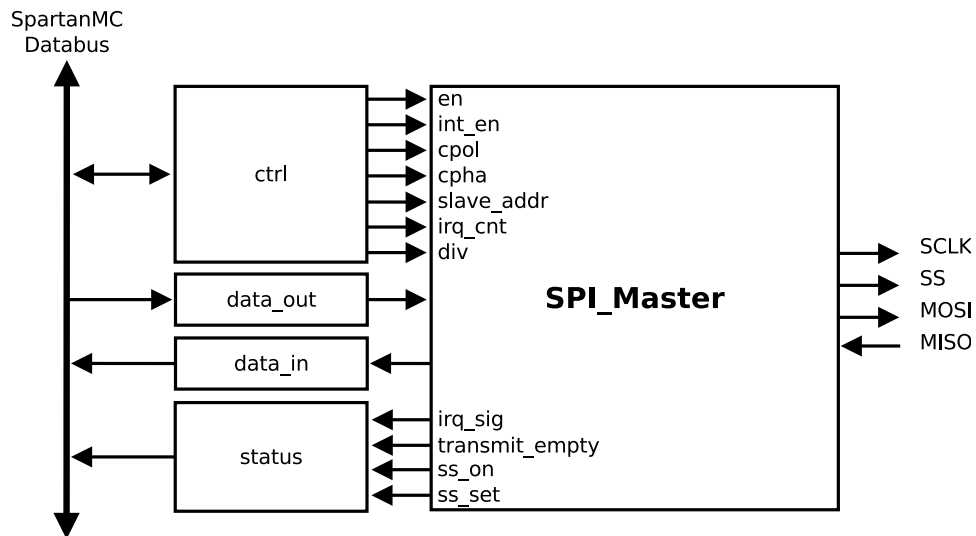 SpartanMC
Databus
ctrl
en
int_en
cpol
cpha
slave_addr
irq_cnt
div
data_out
data_in
status
irq_sig
transmit_empty
ss_on
ss_set
SPI_Master
SCLK
SS
MOSI
MISO